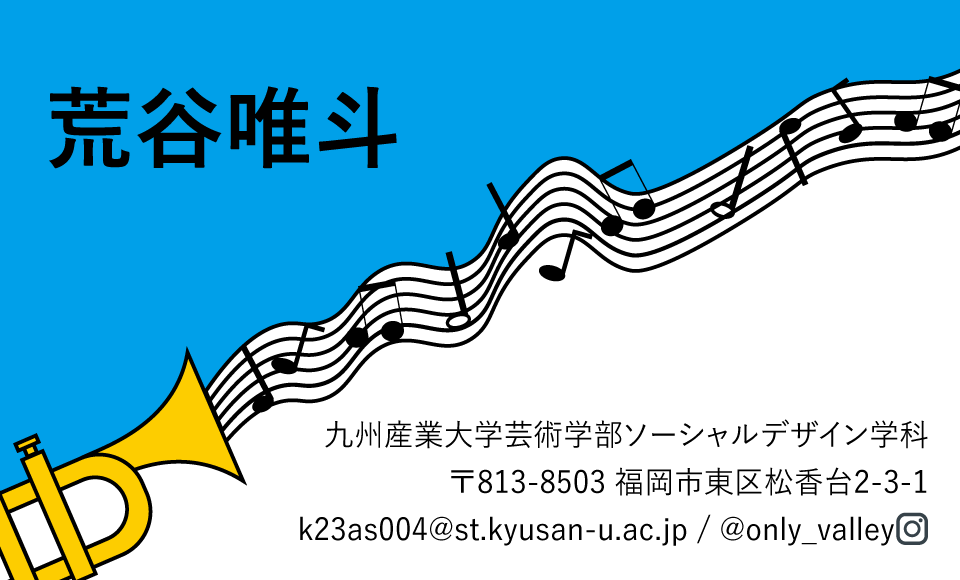 荒谷唯斗
九州産業大学芸術学部ソーシャルデザイン学科
〒813-8503 福岡市東区松香台2-3-1
k23as004@st.kyusan-u.ac.jp / @only_valley